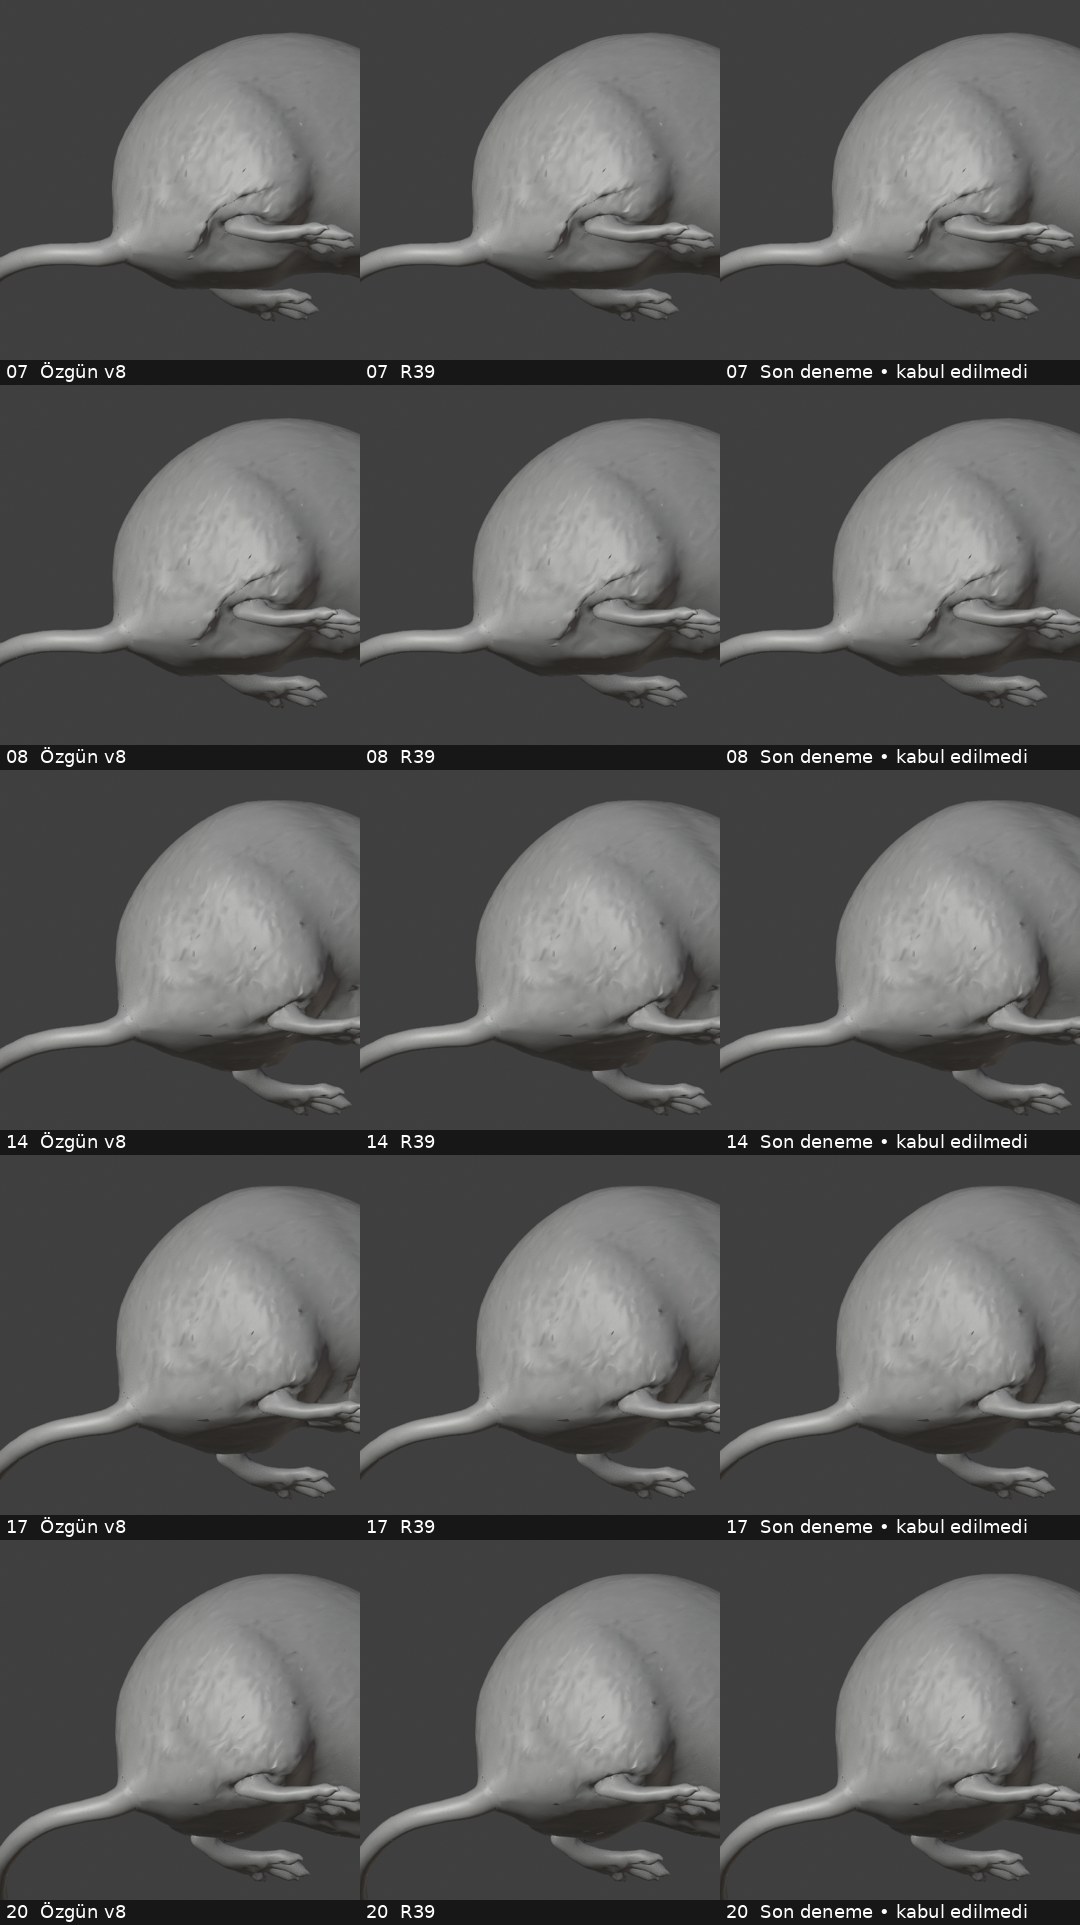 07 Özgün v8
07 R39
07 Son deneme • kabul edilmedi
08 Özgün v8
08 R39
08 Son deneme • kabul edilmedi
14 Özgün v8
14 R39
14 Son deneme • kabul edilmedi
17 Özgün v8
17 R39
17 Son deneme • kabul edilmedi
20 Özgün v8
20 R39
20 Son deneme • kabul edilmedi